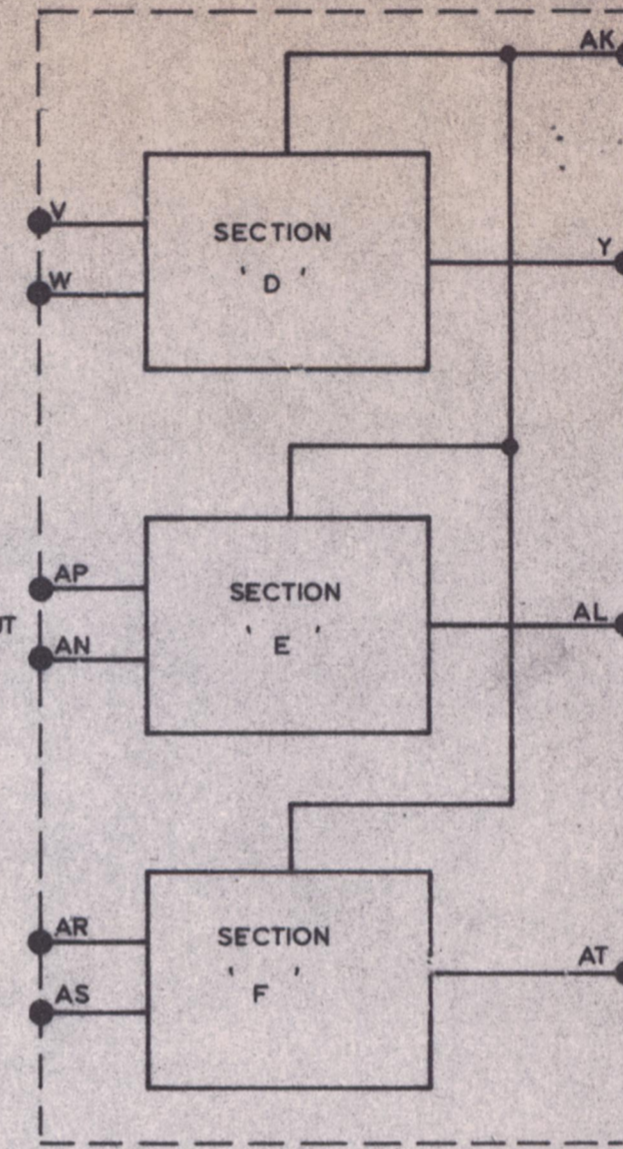 AK
V
W
SECTION
' D '
Y
AP
AN
SECTION
' E '
AL
AR
AS
SECTION
' F '
AT